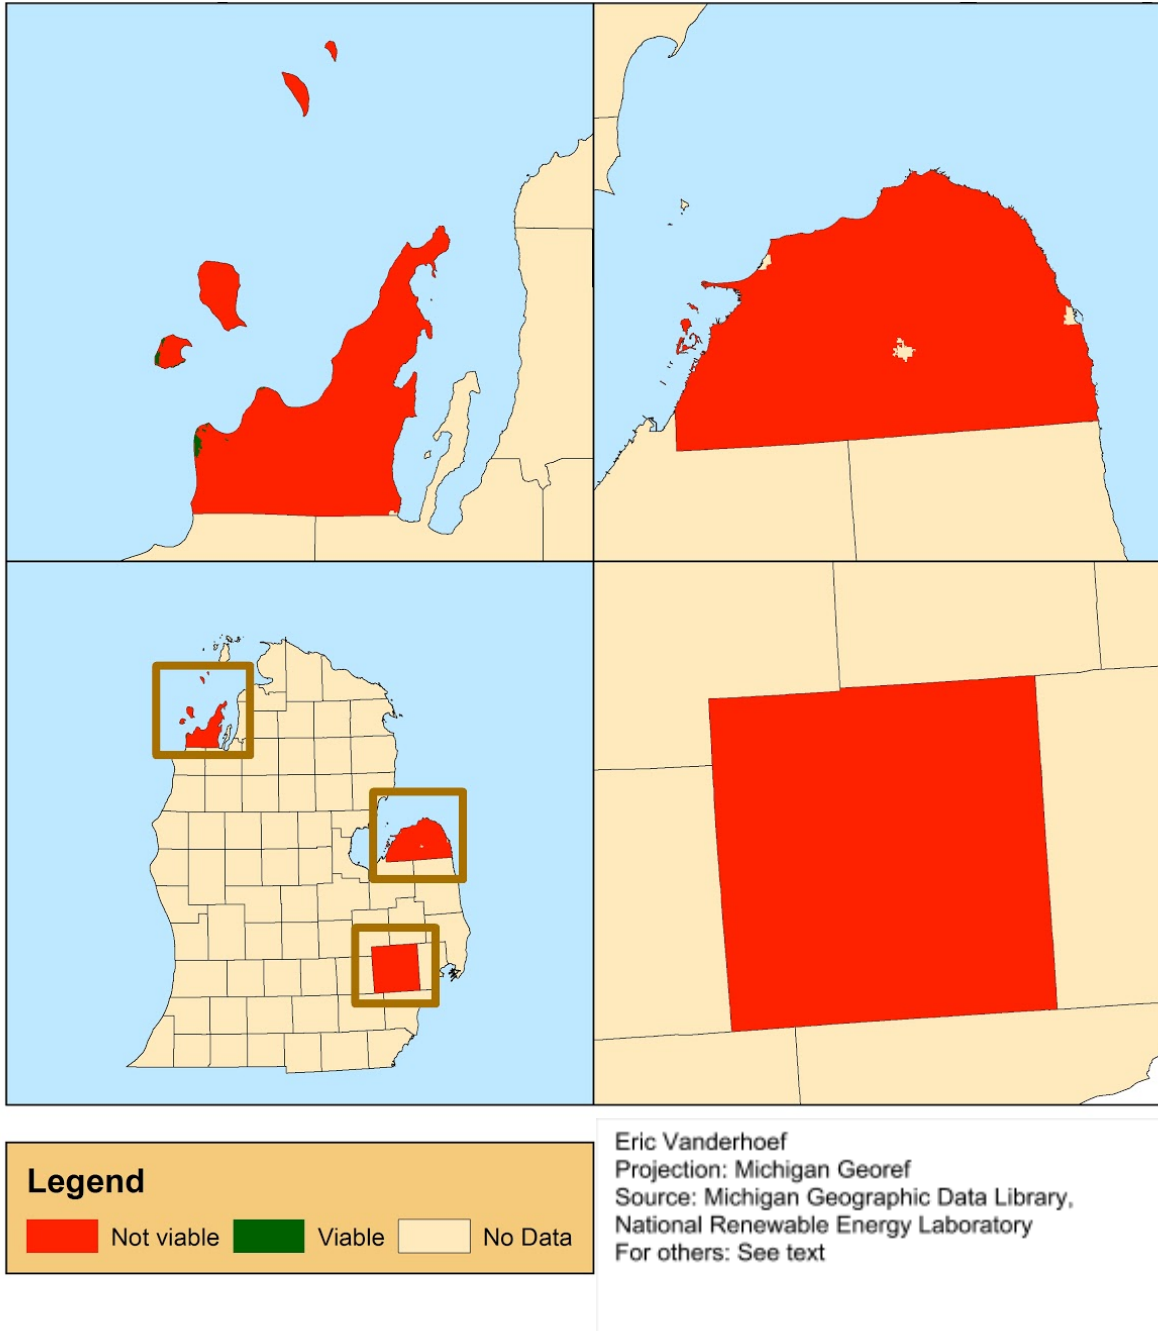 Legend
Not viable Viable No Data
Eric Vanderhoef
Projection: Michigan Georef
Source: Michigan Geographic Data Library,
National Renewable Energy Laboratory
For others: See text